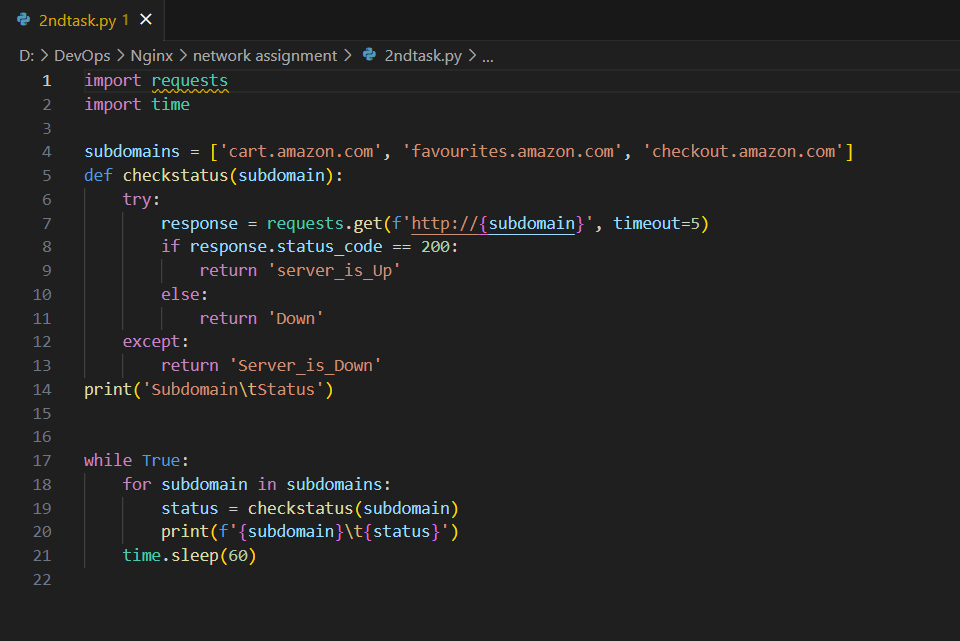 2ndtask.py 1 ×
D: > DevOps > Nginx > network assignment > 2ndtask.py > ...
1 import requests
2 import time
3
4 subdomains = ['cart.amazon.com', 'favourites.amazon.com', 'checkout.amazon.com']
5 def checkstatus(subdomain):
6     try:
7         response = requests.get(f'http://{subdomain}', timeout=5)
8         if response.status_code == 200:
9             return 'server_is_Up'
10         else:
11             return 'Down'
12     except:
13         return 'Server_is_Down'
14 print('Subdomain\tStatus')
15
16
17 while True:
18     for subdomain in subdomains:
19         status = checkstatus(subdomain)
20         print(f'{subdomain}\t{status}')
21     time.sleep(60)
22